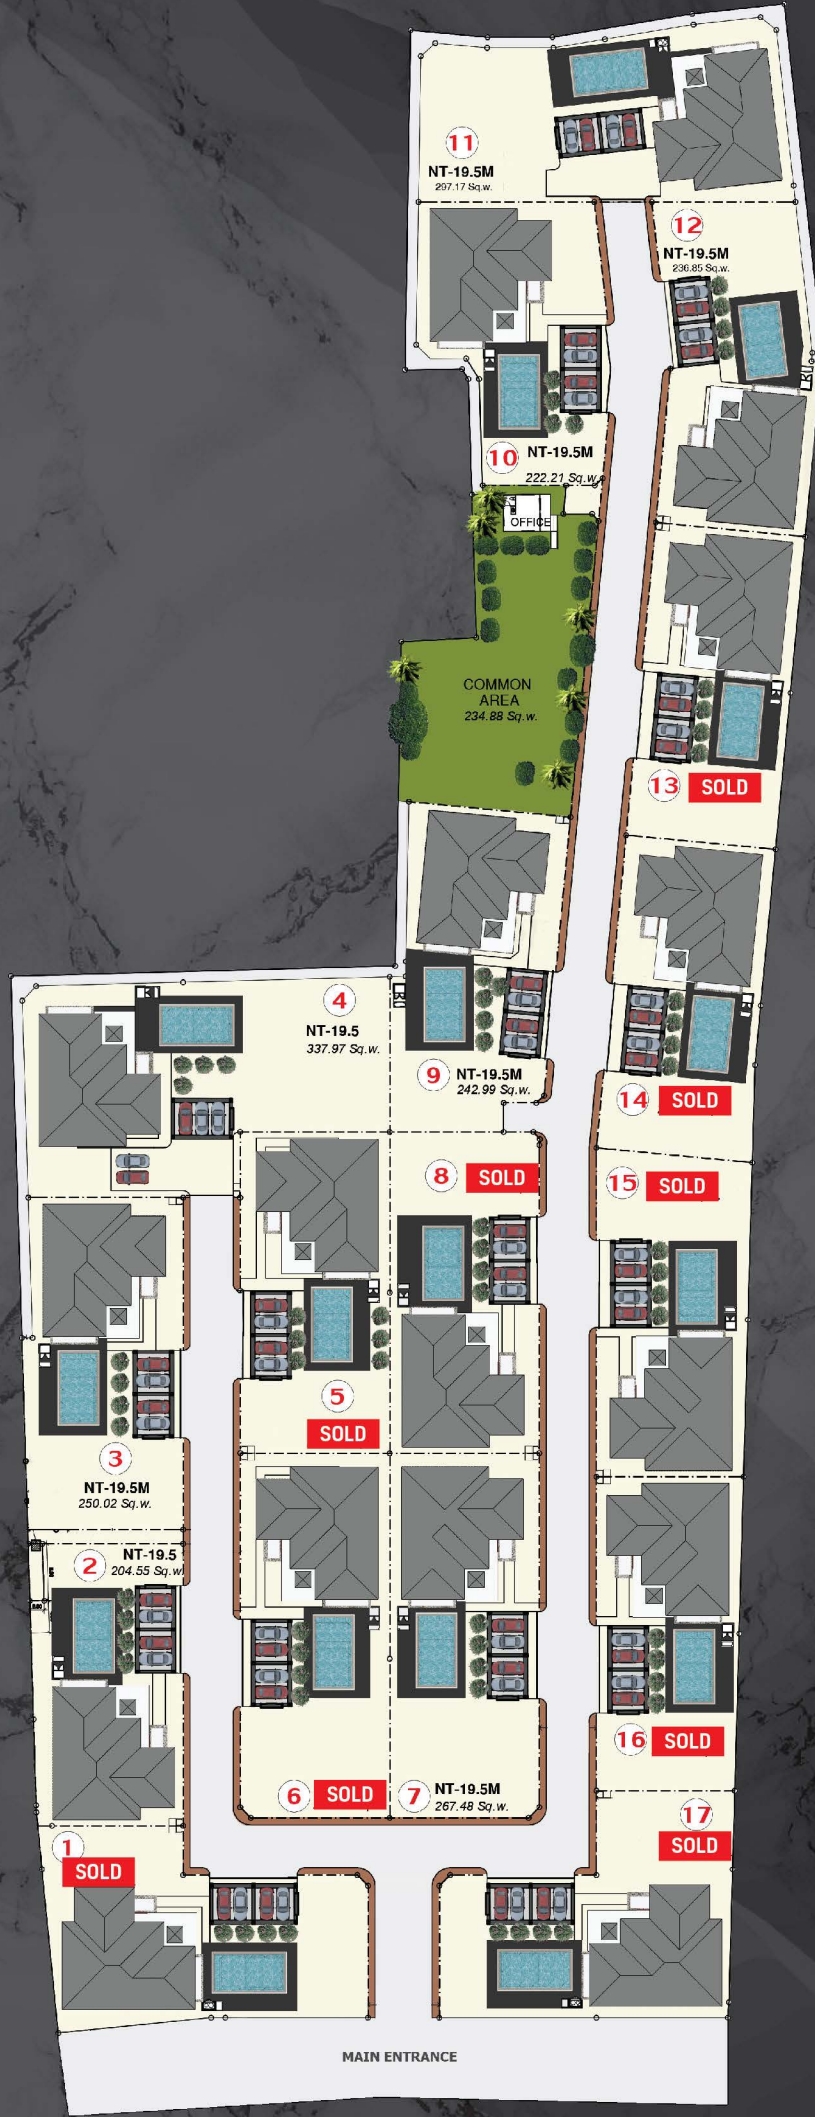 11
NT-19.5M
297.17 Sq.w.
12
NT-19.5M
236.85 Sq.w.
10 NT-19.5M
222.21 Sq.w.
OFFICE
COMMON
AREA
234.88 Sq.w.
13 SOLD
4
NT-19.5
337.97 Sq.w.
9 NT-19.5M
242.99 Sq.w.
14 SOLD
8 SOLD
15 SOLD
5
SOLD
3
NT-19.5M
250.02 Sq.w.
2 NT-19.5
204.55 Sq.w
16 SOLD
6 SOLD
7 NT-19.5M
267.48 Sq.w.
17
SOLD
1
SOLD
MAIN ENTRANCE